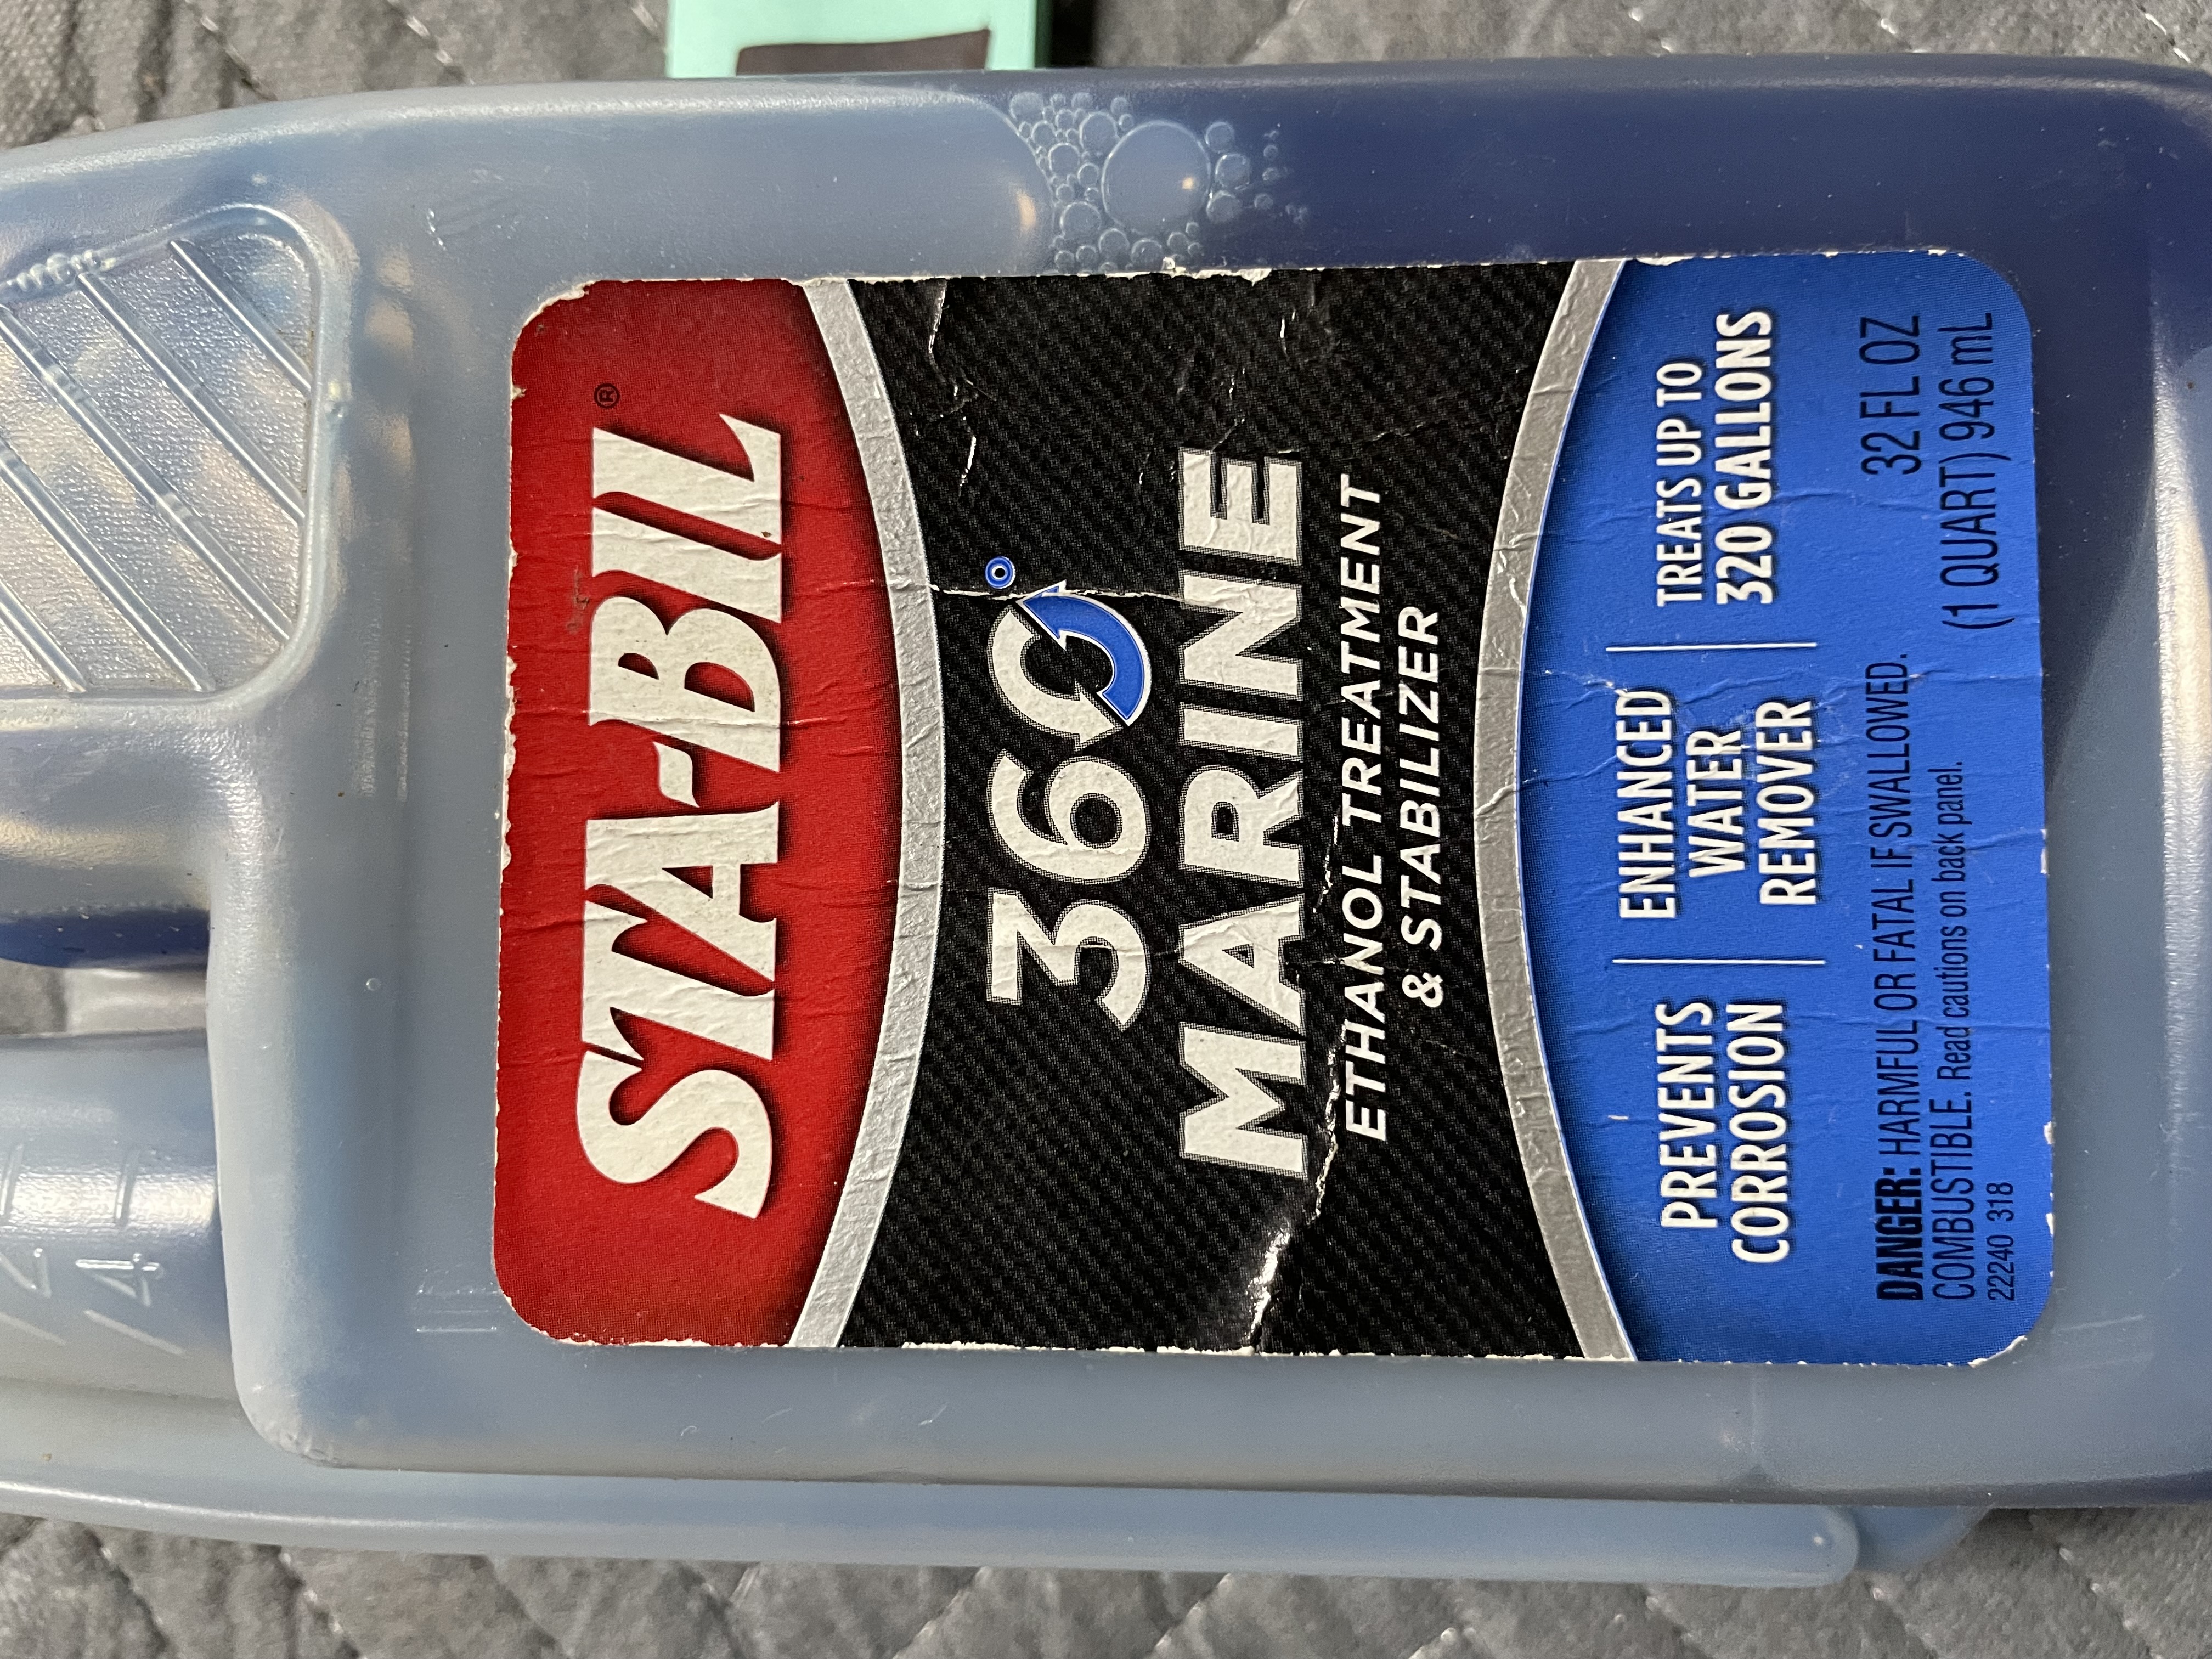 STA-BIL®
360°
MARINE
ETHANOL TREATMENT
& STABILIZER
PREVENTS
CORROSION
ENHANCED
WATER
REMOVER
TREATS UP TO
320 GALLONS
DANGER: HARMFUL OR FATAL IF SWALLOWED.
COMBUSTIBLE. Read cautions on back panel.
22240 318
32 FL OZ
(1 QUART) 946 mL
4